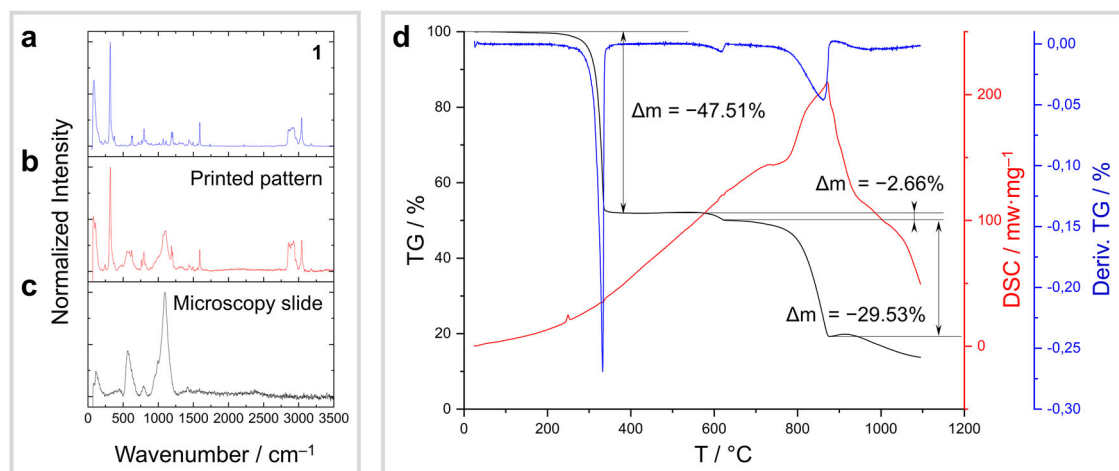 a
1
b
Printed pattern
c
Microscopy slide
Normalized Intensity
0 500 1000 1500 2000 2500 3000 3500
Wavenumber / cm⁻¹
d
100
80
60
40
20
0
TG / %
0 200 400 600 800 1000 1200
T / °C
Δm = −47.51%
Δm = −2.66%
Δm = −29.53%
200
100
0
DSC / mw·mg⁻¹
0,00
-0,05
-0,10
-0,15
-0,20
-0,25
-0,30
Deriv. TG / %